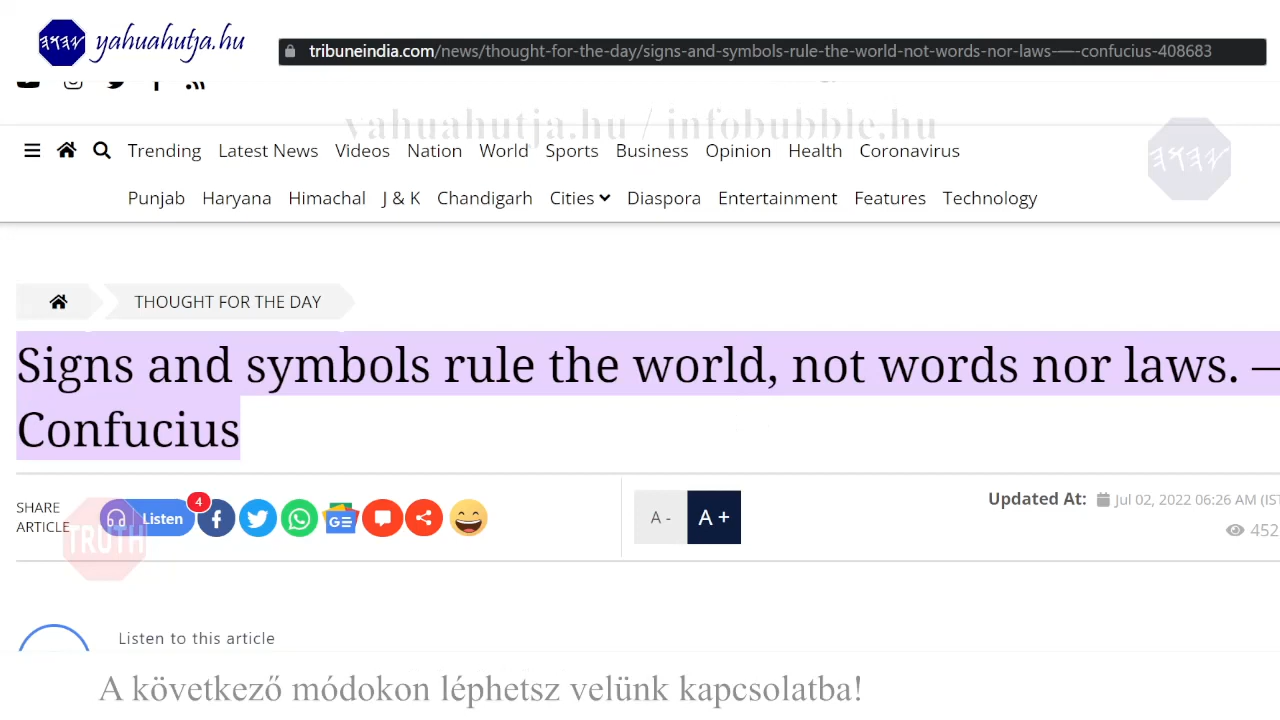 yahuahutja.hu
tribuneindia.com/news/thought-for-the-day/signs-and-symbols-rule-the-world-not-words-nor-laws-—-confucius-408683
yahuahutja.hu / infobubble.hu
Trending Latest News Videos Nation World Sports Business Opinion Health Coronavirus
Punjab Haryana Himachal J & K Chandigarh Cities Diaspora Entertainment Features Technology
THOUGHT FOR THE DAY
Signs and symbols rule the world, not words nor laws. —
Confucius
SHARE
ARTICLE
Listen
4
GE
A -
A +
Updated At: Jul 02, 2022 06:26 AM (IST
452
TRUTH
Listen to this article
A következő módokon léphetsz velünk kapcsolatba!